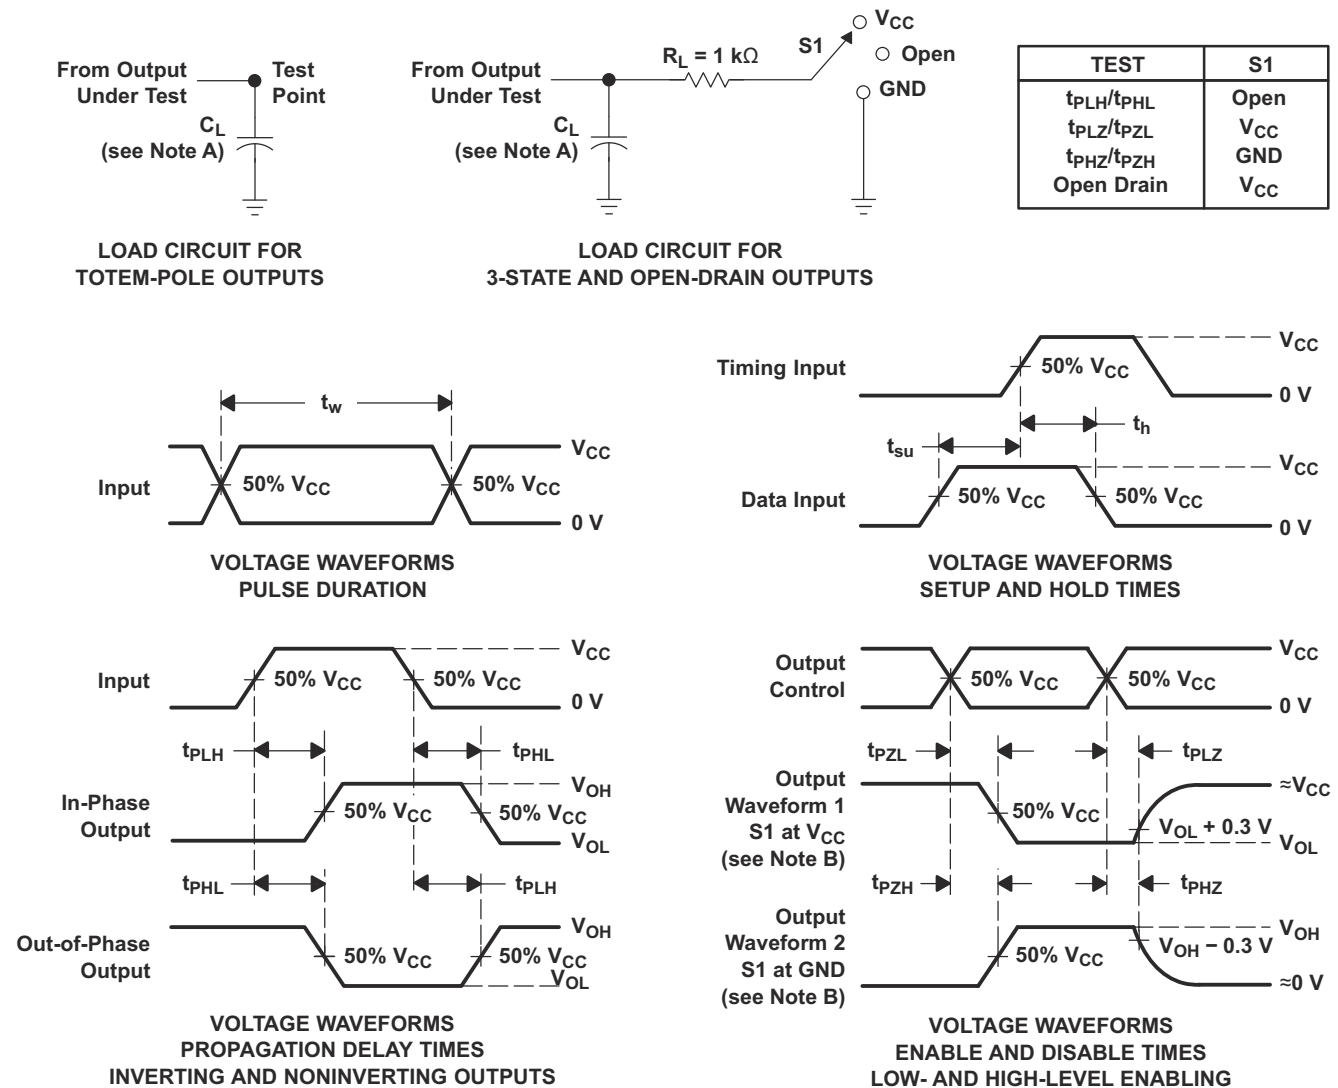 From Output
Under Test
Test
Point
CL
(see Note A)
LOAD CIRCUIT FOR
TOTEM-POLE OUTPUTS
From Output
Under Test
RL = 1 kΩ
S1
VCC
Open
GND
CL
(see Note A)
LOAD CIRCUIT FOR
3-STATE AND OPEN-DRAIN OUTPUTS
TEST S1
tPLH/tPHL Open
tPLZ/tPZL VCC
tPHZ/tPZH GND
Open Drain VCC
tw
Input
50% VCC
50% VCC
VCC
0 V
VOLTAGE WAVEFORMS
PULSE DURATION
Timing Input
50% VCC
VCC
0 V
tsu
th
Data Input
50% VCC
50% VCC
VCC
0 V
VOLTAGE WAVEFORMS
SETUP AND HOLD TIMES
Input
50% VCC
50% VCC
VCC
0 V
tPLH
tPHL
In-Phase
Output
50% VCC
50% VCC
VOH
VOL
tPHL
tPLH
Out-of-Phase
Output
50% VCC
50% VCC
VOH
VOL
VOLTAGE WAVEFORMS
PROPAGATION DELAY TIMES
INVERTING AND NONINVERTING OUTPUTS
Output
Control
50% VCC
50% VCC
VCC
0 V
tPZL
tPLZ
Output
Waveform 1
S1 at VCC
(see Note B)
50% VCC
VOL + 0.3 V
≈VCC
VOL
tPZH
tPHZ
Output
Waveform 2
S1 at GND
(see Note B)
50% VCC
VOH − 0.3 V
VOH
≈0 V
VOLTAGE WAVEFORMS
ENABLE AND DISABLE TIMES
LOW- AND HIGH-LEVEL ENABLING